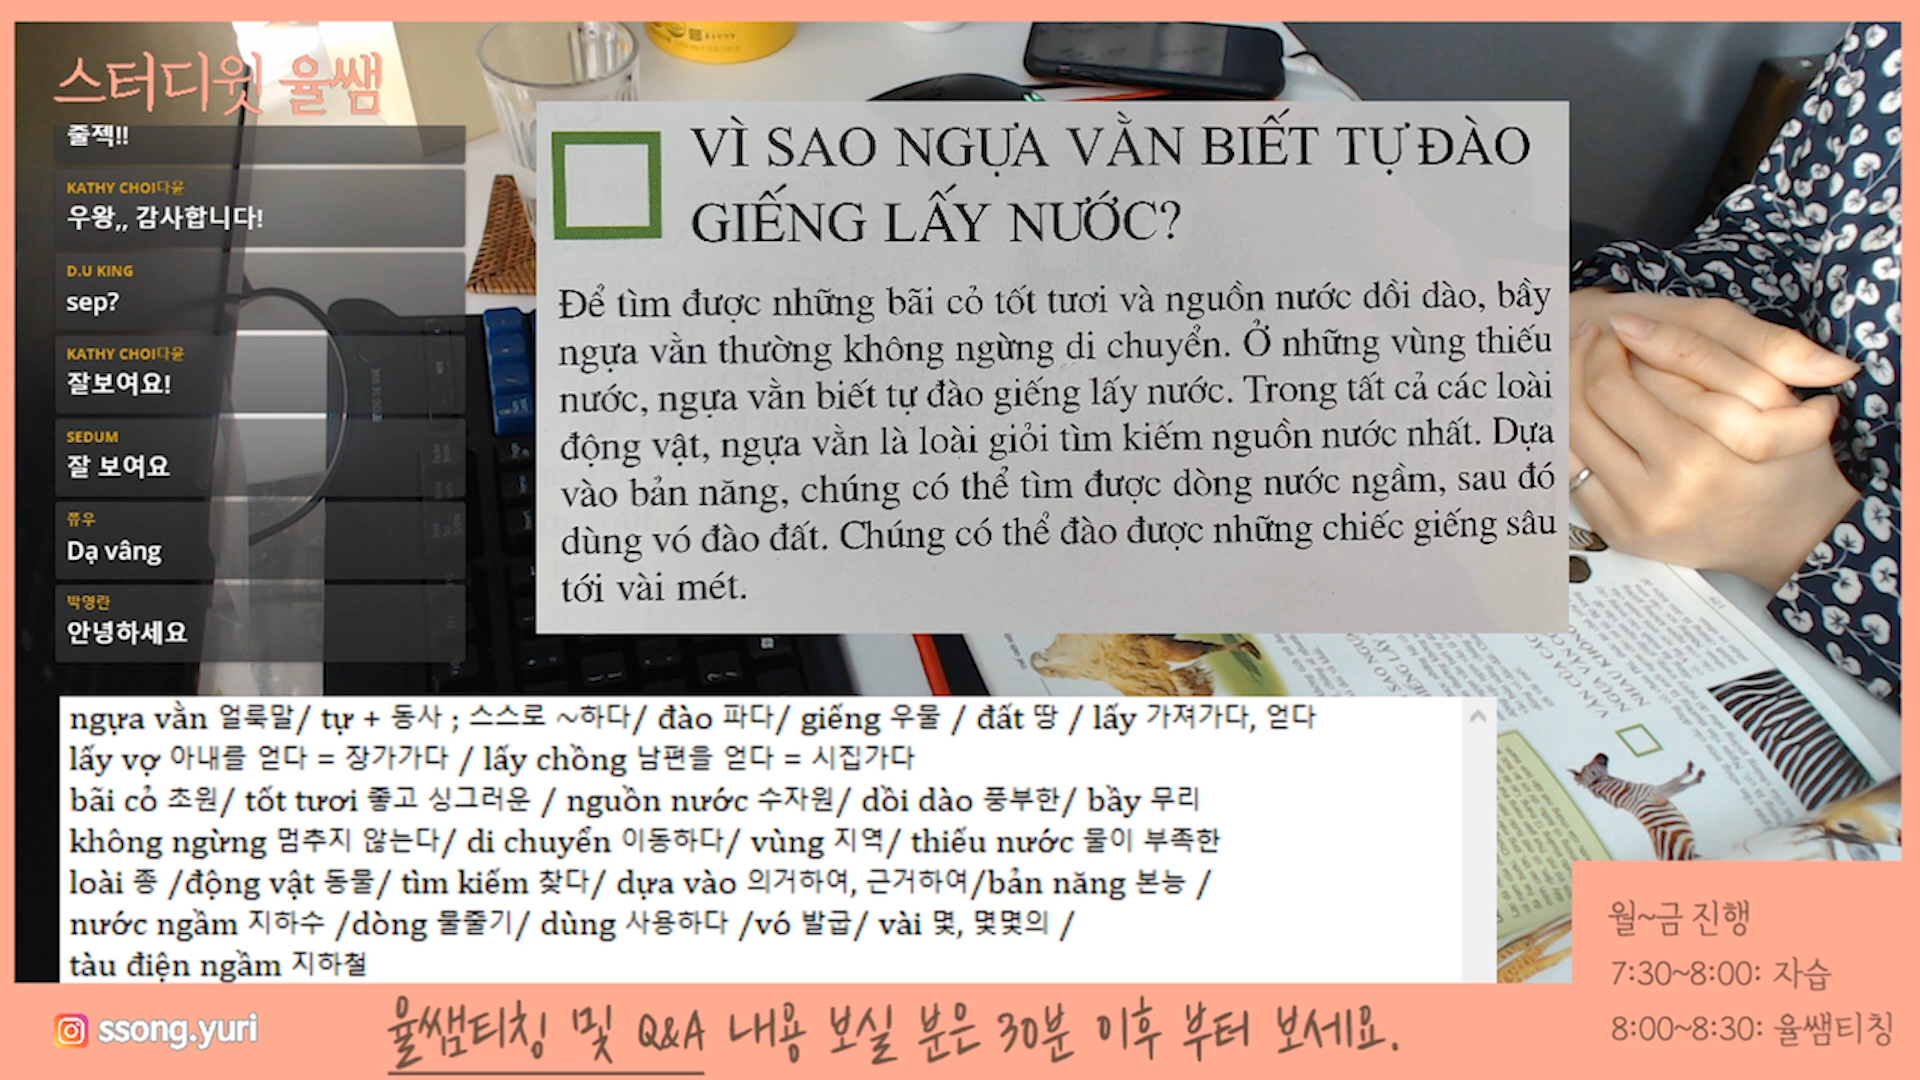 스터디윗 율쌤
줄젝!!
KATHY CHOI다윤
우왕,, 감사합니다!
D.U KING
sep?
KATHY CHOI다윤
잘보여요!
SEDUM
잘 보여요
쮸우
Dạ vâng
박영란
안녕하세요
VÌ SAO NGỰA VẰN BIẾT TỰ ĐÀO
GIẾNG LẤY NƯỚC?
Để tìm được những bãi cỏ tốt tươi và nguồn nước dồi dào, bầy
ngựa vằn thường không ngừng di chuyển. Ở những vùng thiếu
nước, ngựa vằn biết tự đào giếng lấy nước. Trong tất cả các loài
động vật, ngựa vằn là loài giỏi tìm kiếm nguồn nước nhất. Dựa
vào bản năng, chúng có thể tìm được dòng nước ngầm, sau đó
dùng vó đào đất. Chúng có thể đào được những chiếc giếng sâu
tới vài mét.
ngựa vằn 얼룩말/ tự + 동사 ; 스스로 ~하다/ đào 파다/ giếng 우물 / đất 땅 / lấy 가져가다, 얻다
lấy vợ 아내를 얻다 = 장가가다 / lấy chồng 남편을 얻다 = 시집가다
bãi cỏ 초원/ tốt tươi 좋고 싱그러운 / nguồn nước 수자원/ dồi dào 풍부한/ bầy 무리
không ngừng 멈추지 않는다/ di chuyển 이동하다/ vùng 지역/ thiếu nước 물이 부족한
loài 종 /động vật 동물/ tìm kiếm 찾다/ dựa vào 의거하여, 근거하여/bản năng 본능 /
nước ngầm 지하수 /dòng 물줄기/ dùng 사용하다 /vó 발굽/ vài 몇, 몇몇의 /
tàu điện ngầm 지하철
월~금 진행
7:30~8:00: 자습
8:00~8:30: 율쌤티칭
ssong.yuri
율쌤티칭 및 Q&A 내용 보실 분은 30분 이후 부터 보세요.